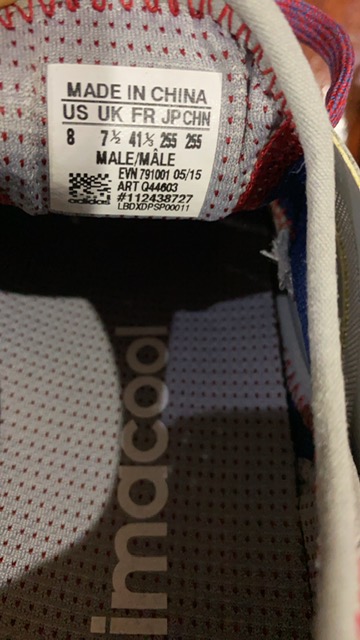 MADE IN CHINA
US UK FR JP CHN
8 7½ 41⅓ 255 255
MALE/MÂLE
EVN 791001 05/15
ART Q44603
#112438727
adidas LBDXDPSP00011
imacool